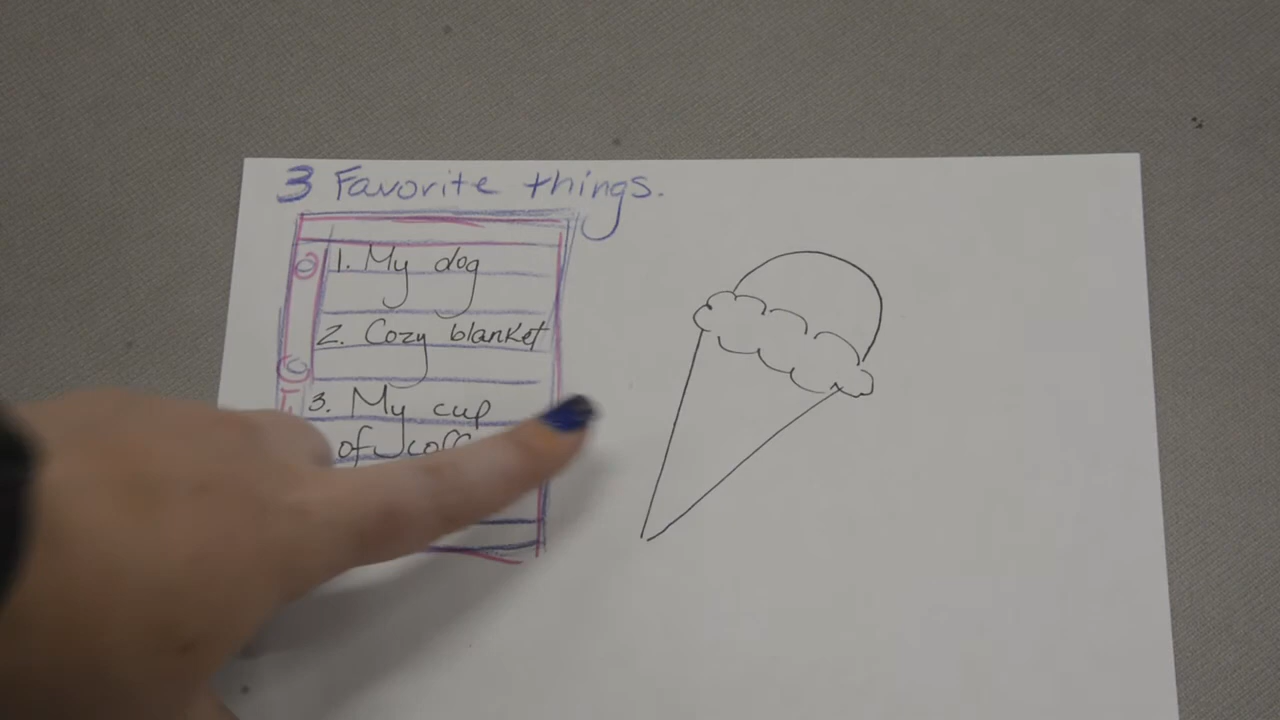 3 Favorite things.
1. My dog
2. Cozy blanket
3. My cup
of